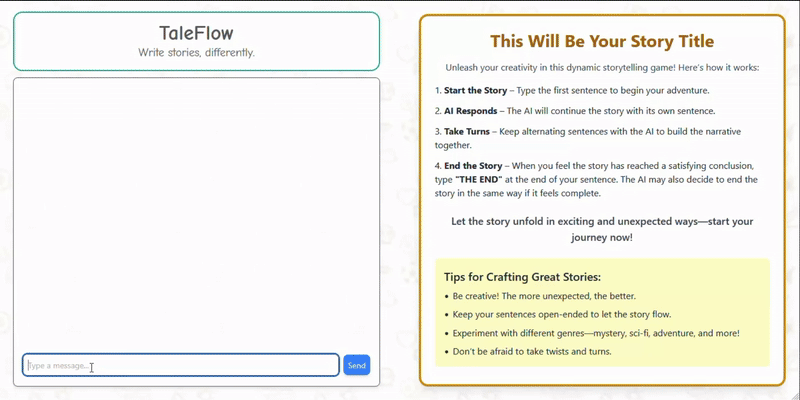 TaleFlow
Write stories, differently.
Type a message...
Send
This Will Be Your Story Title
Unleash your creativity in this dynamic storytelling game! Here's how it works:
1. Start the Story – Type the first sentence to begin your adventure.
2. AI Responds – The AI will continue the story with its own sentence.
3. Take Turns – Keep alternating sentences with the AI to build the narrative
together.
4. End the Story – When you feel the story has reached a satisfying conclusion,
type "THE END" at the end of your sentence. The AI may also decide to end the
story in the same way if it feels complete.
Let the story unfold in exciting and unexpected ways—start your
journey now!
Tips for Crafting Great Stories:
• Be creative! The more unexpected, the better.
• Keep your sentences open-ended to let the story flow.
• Experiment with different genres—mystery, sci-fi, adventure, and more!
• Don't be afraid to take twists and turns.